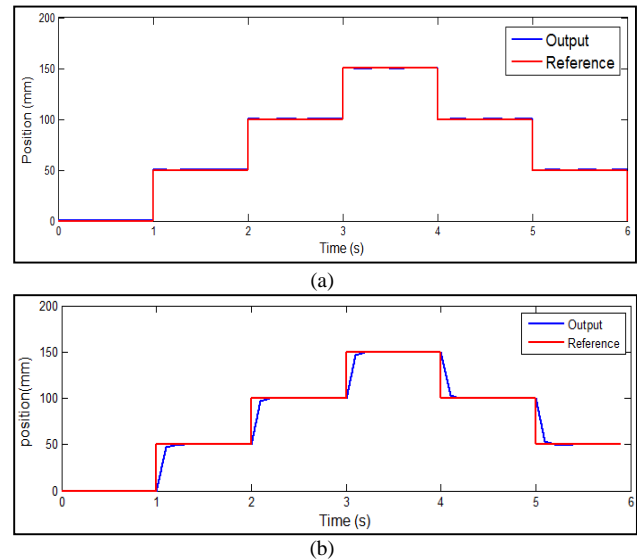 200
Output
Reference
150
Position (mm)
100
50
0
0 1 2 3 4 5 6
Time (s)
(a)
200
Output
Reference
150
position(mm)
100
50
0
0 1 2 3 4 5 6
Time (s)
(b)